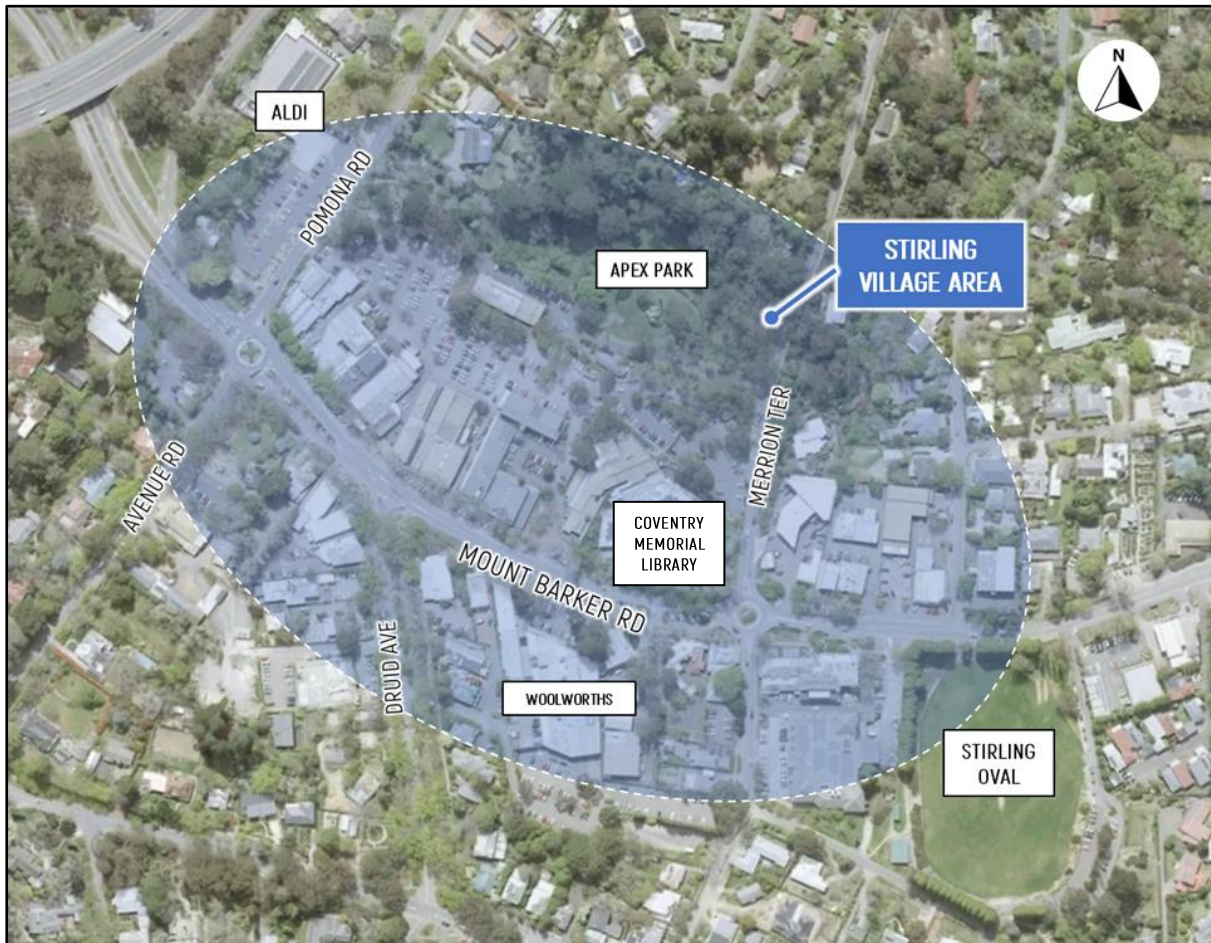 N
ALDI
POMONA RD
STIRLING
VILLAGE AREA
APEX PARK
MERRION TER
AVENUE RD
COVENTRY
MEMORIAL
LIBRARY
MOUNT BARKER RD
DRUID AVE
WOOLWORTHS
STIRLING
OVAL